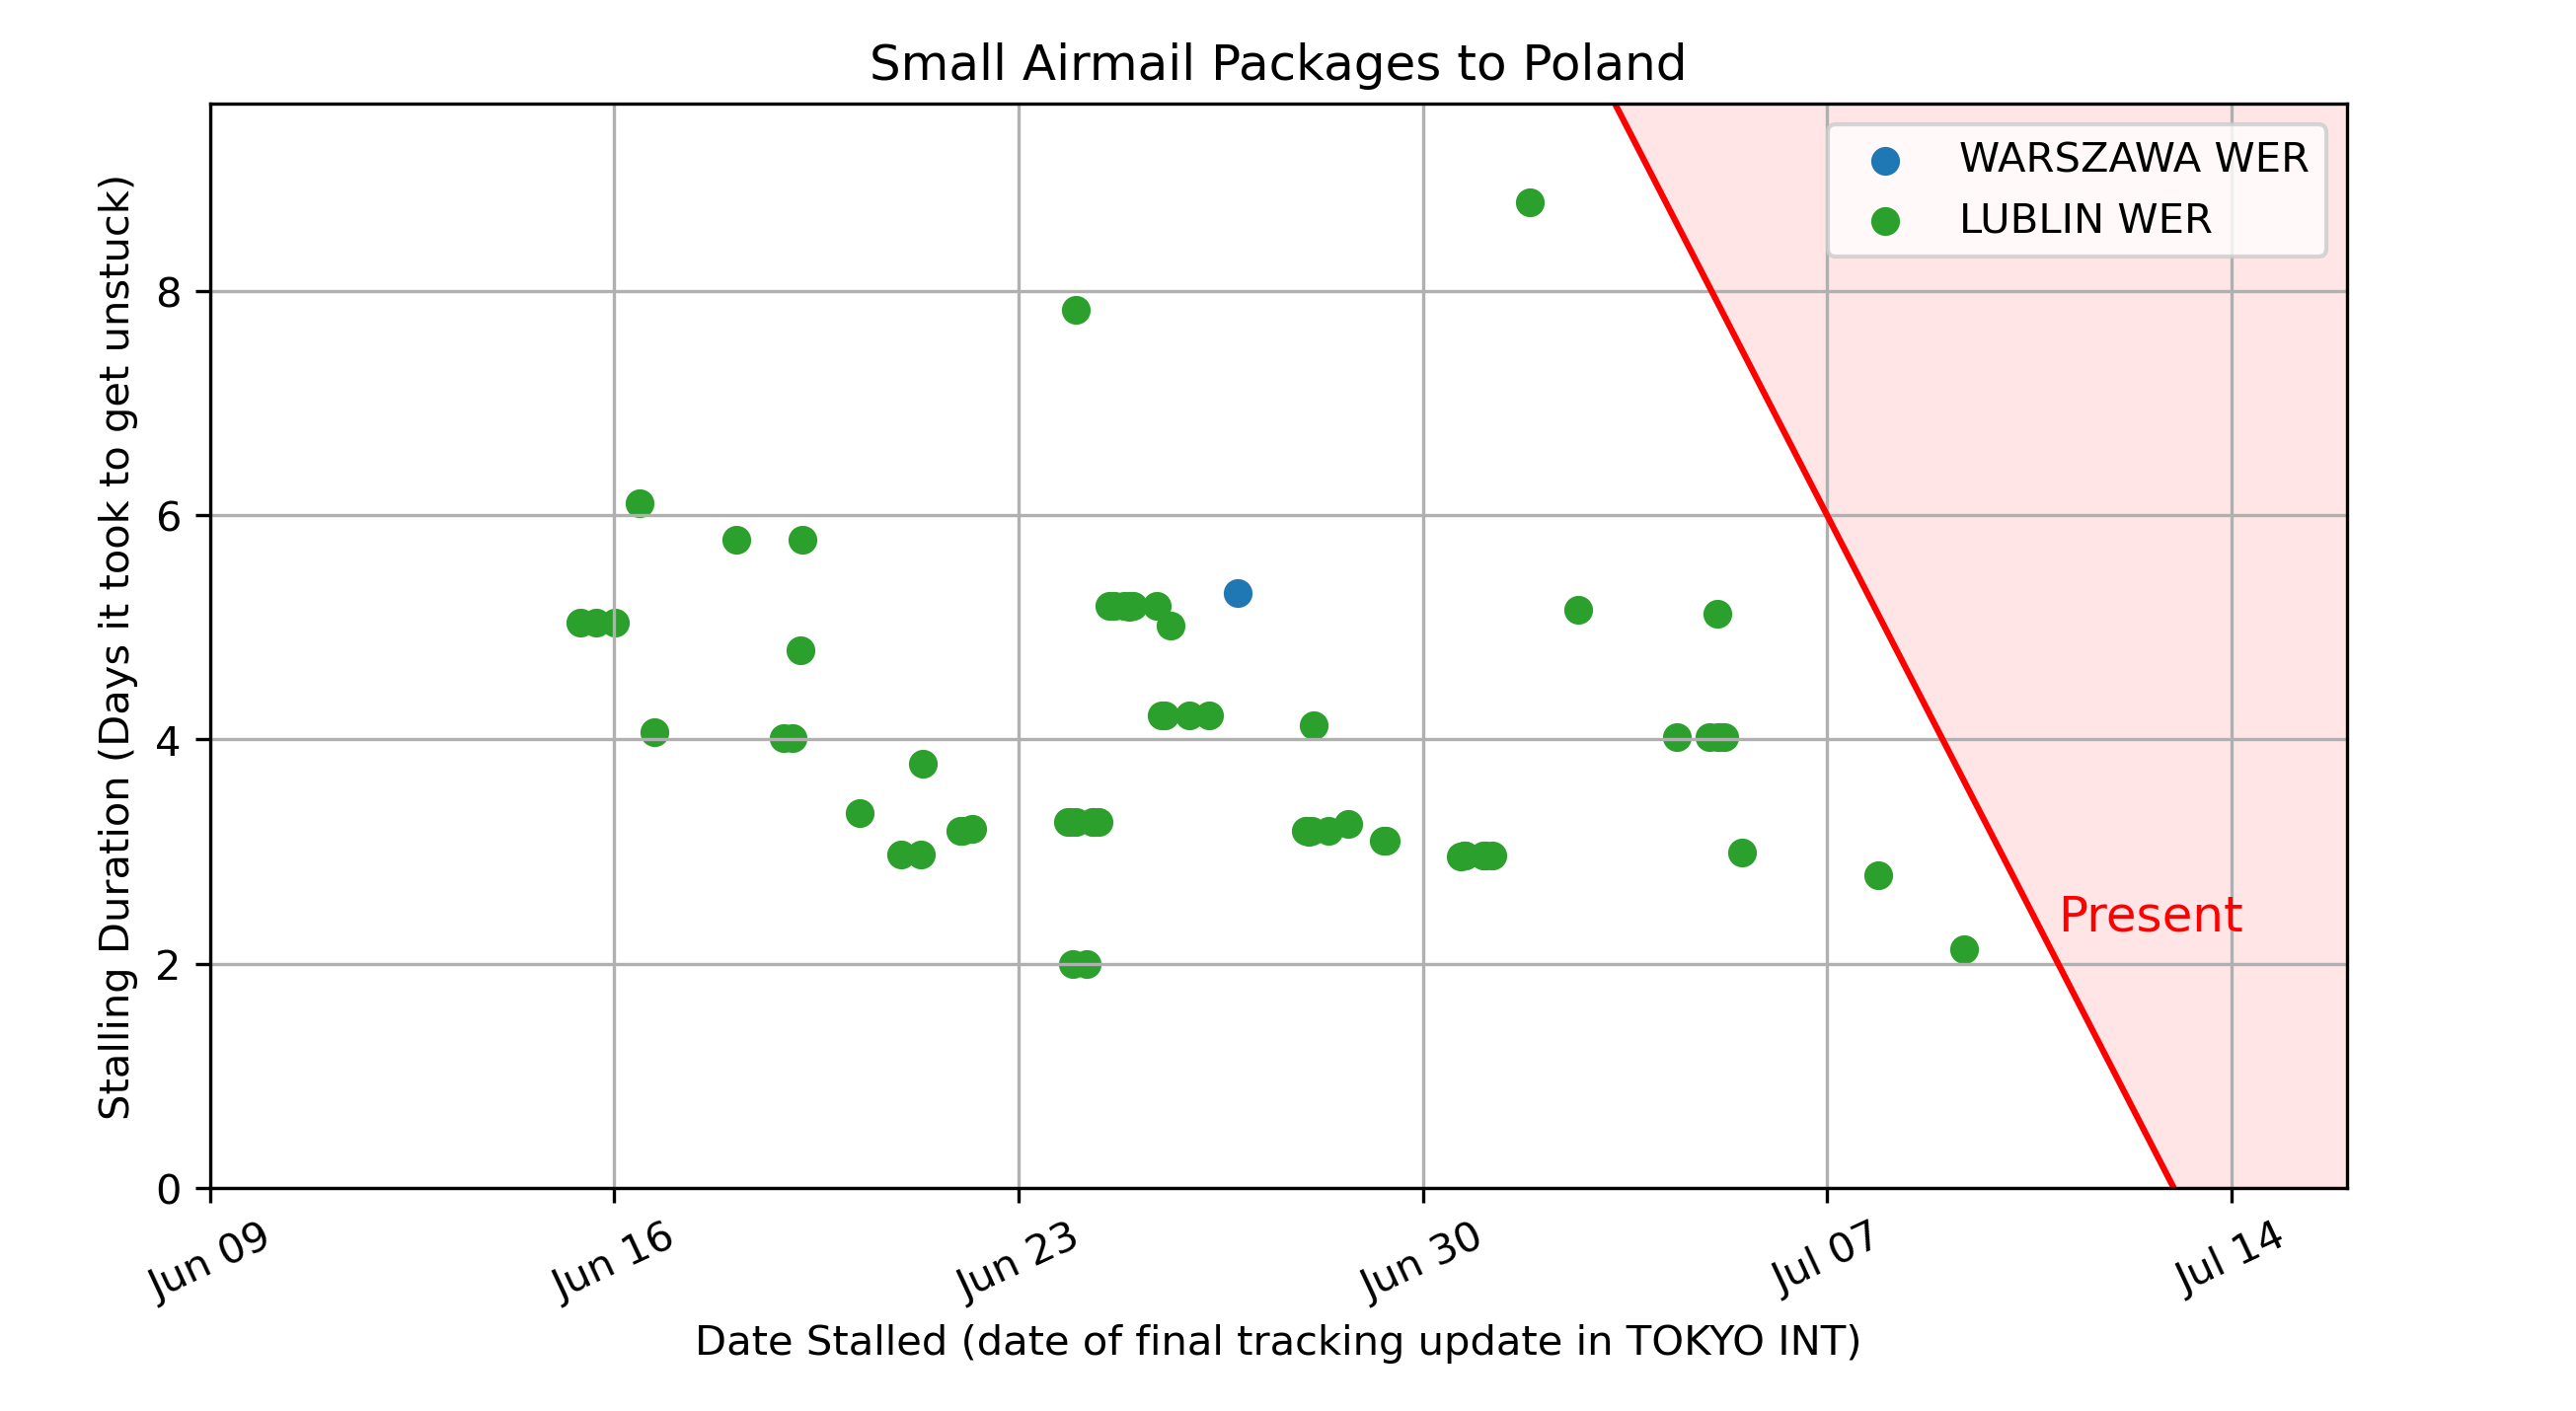 Small Airmail Packages to Poland
Stalling Duration (Days it took to get unstuck)
8
6
4
2
0
WARSZAWA WER
LUBLIN WER
Present
Jun 09
Jun 16
Jun 23
Jun 30
Jul 07
Jul 14
Date Stalled (date of final tracking update in TOKYO INT)